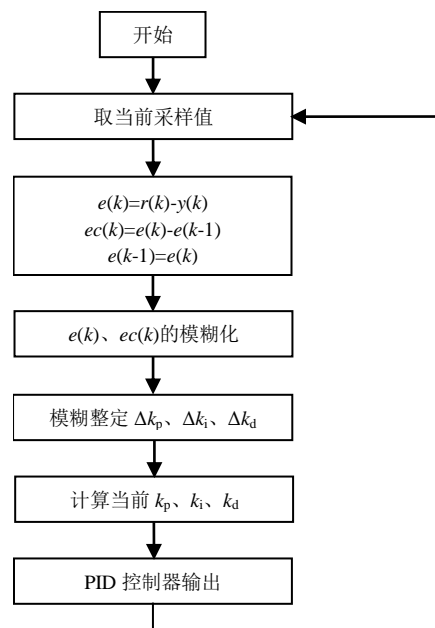 开始
取当前采样值
e(k)=r(k)-y(k)
ec(k)=e(k)-e(k-1)
e(k-1)=e(k)
e(k)、ec(k)的模糊化
模糊整定 Δkp、Δki、Δkd
计算当前 kp、ki、kd
PID 控制器输出